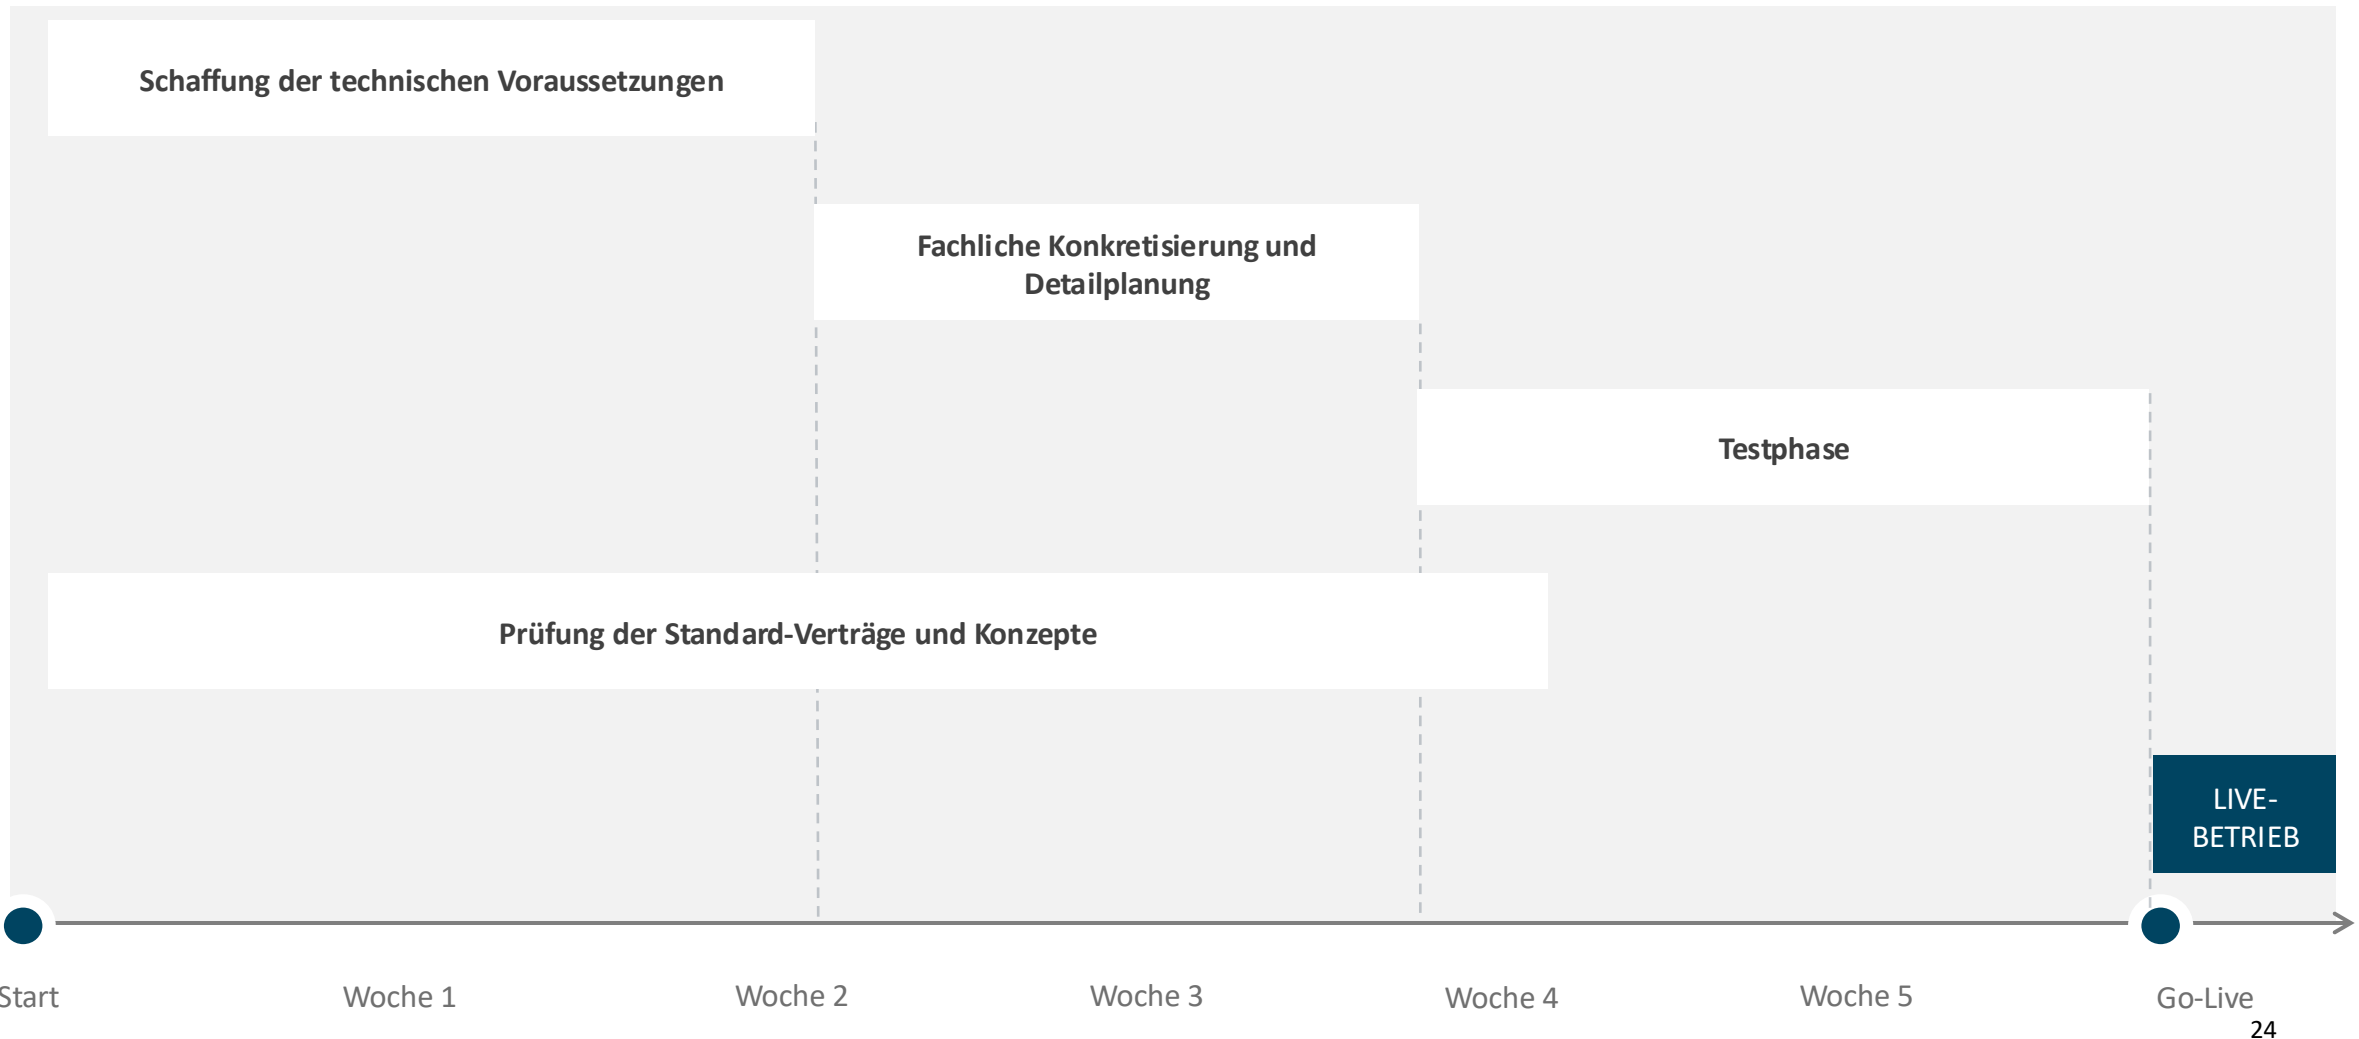 Schaffung der technischen Voraussetzungen
Fachliche Konkretisierung und
Detailplanung
Testphase
Prüfung der Standard-Verträge und Konzepte
LIVE-
BETRIEB
Start
Woche 1
Woche 2
Woche 3
Woche 4
Woche 5
Go-Live
24